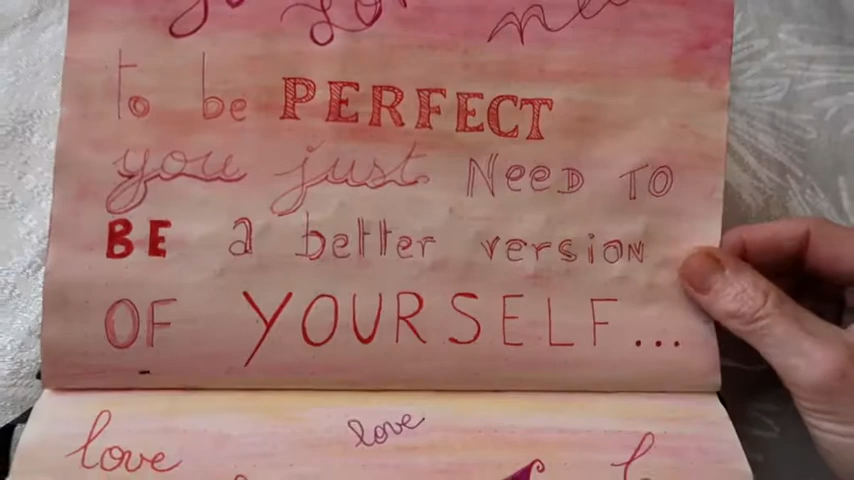 to be PERFECT
you just NeeD TO
BE a better versioN
OF YOURSELF...
love love